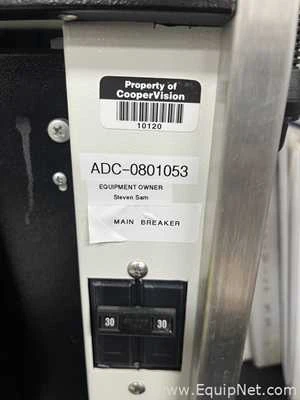 Property of
CooperVision
10120
ADC-0801053
EQUIPMENT OWNER
Steven Sam
MAIN BREAKER
30 30
www.EquipNet.com